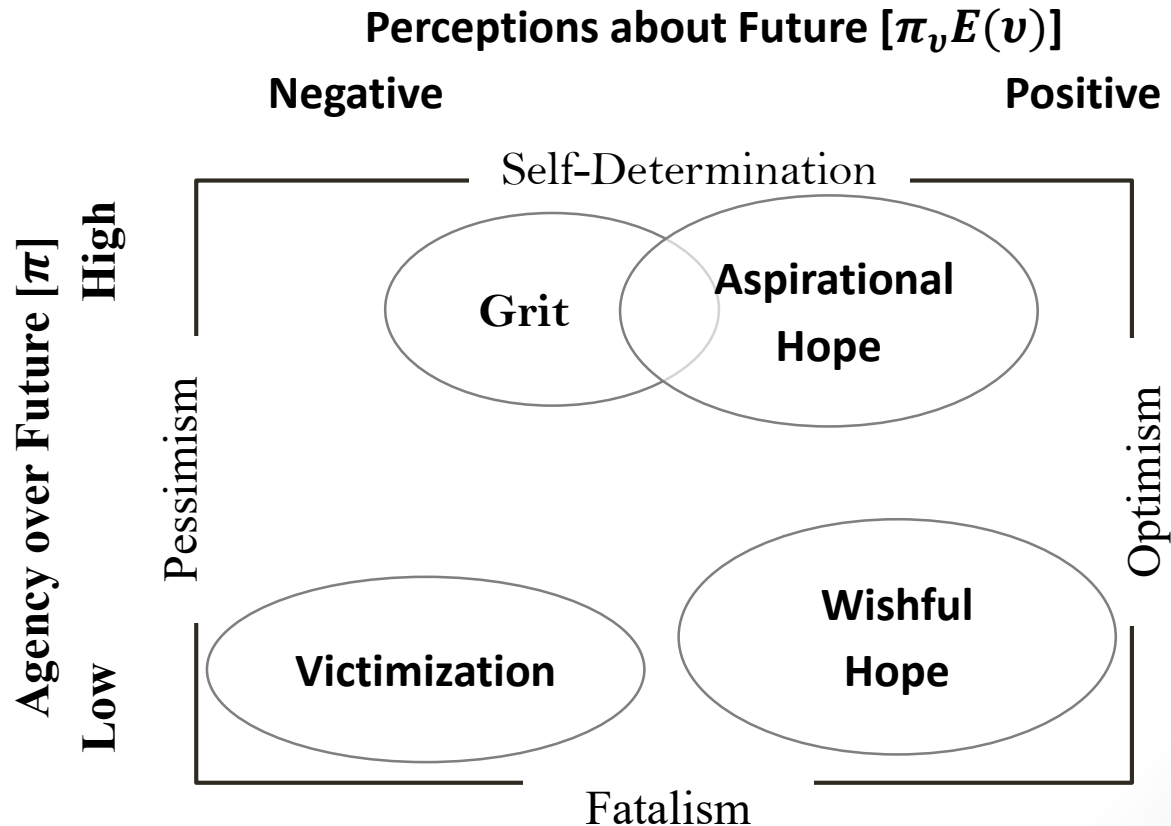 Perceptions about Future [𝝅𝝊𝑬(𝝊)]
Negative
Positive
Self-Determination
Agency over Future [𝝅]
High
Low
Pessimism
Optimism
Grit
Aspirational
Hope
Victimization
Wishful
Hope
Fatalism